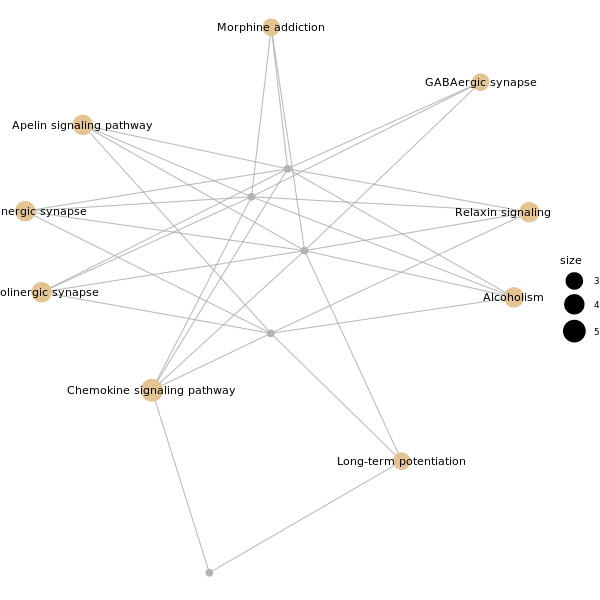 Morphine addiction
GABAergic synapse
Apelin signaling pathway
nergic synapse
Relaxin signaling
size
3
olinergic synapse
Alcoholism
4
5
Chemokine signaling pathway
Long-term potentiation